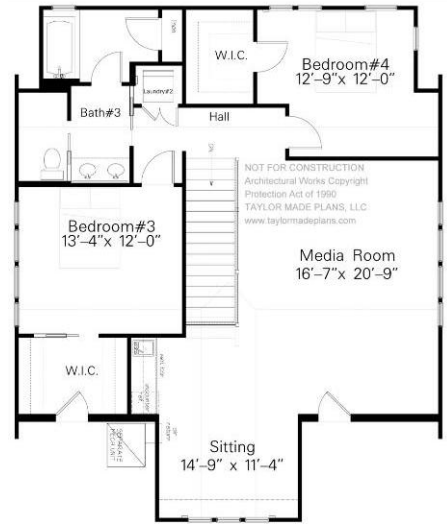 W.I.C.
Bedroom#4
12'-9"x 12'-0"
Laundry#2
Bath#3
Hall
DN
NOT FOR CONSTRUCTION
Architectural Works Copyright
Protection Act of 1990
TAYLOR MADE PLANS, LLC
www.taylormadeplans.com
Bedroom#3
13'-4"x 12'-0"
Media Room
16'-7"x 20'-9"
W.I.C.
Sitting
14'-9" x 11'-4"